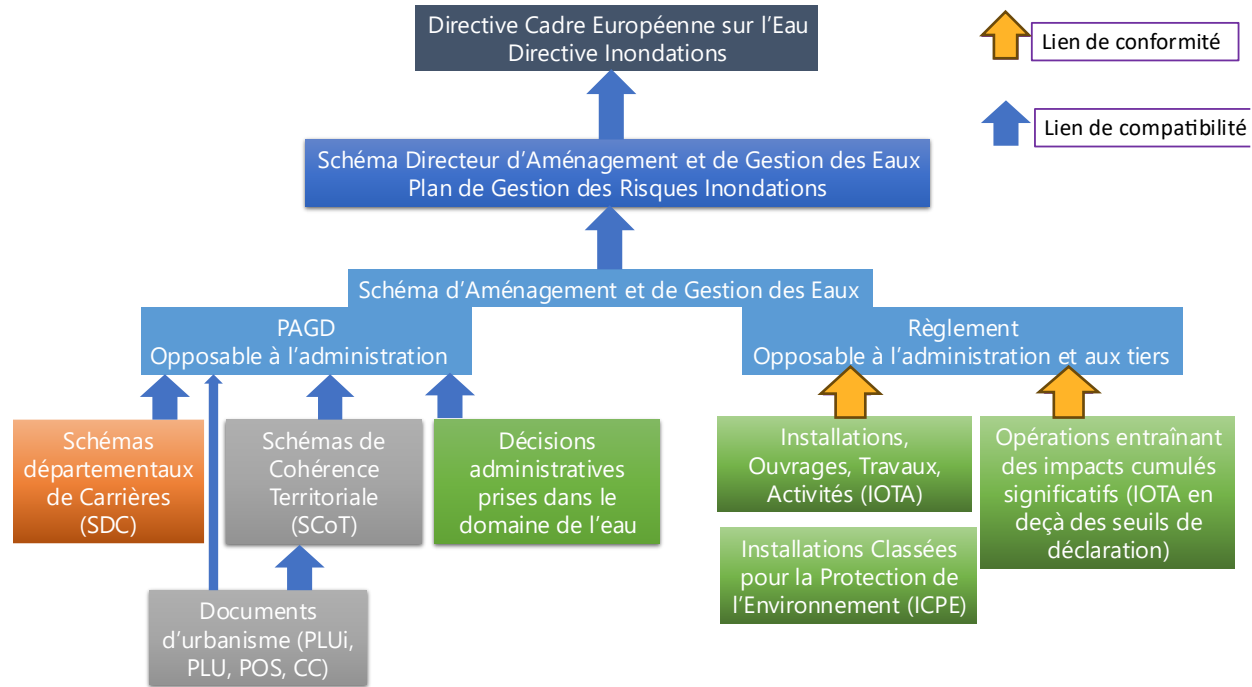 Directive Cadre Européenne sur l'Eau
Directive Inondations
Lien de conformité
Lien de compatibilité
Schéma Directeur d'Aménagement et de Gestion des Eaux
Plan de Gestion des Risques Inondations
Schéma d'Aménagement et de Gestion des Eaux
PAGD
Opposable à l'administration
Règlement
Opposable à l'administration et aux tiers
Schémas
départementaux
de Carrières
(SDC)
Schémas de
Cohérence
Territoriale
(SCoT)
Décisions
administratives
prises dans le
domaine de l'eau
Installations,
Ouvrages, Travaux,
Activités (IOTA)
Opérations entraînant
des impacts cumulés
significatifs (IOTA en
deçà des seuils de
déclaration)
Installations Classées
pour la Protection de
l'Environnement (ICPE)
Documents
d'urbanisme (PLUi,
PLU, POS, CC)